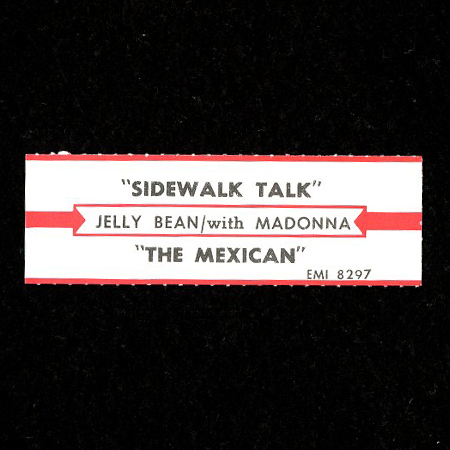 "SIDEWALK TALK"
JELLY BEAN/with MADONNA
"THE MEXICAN"
EMI 8297